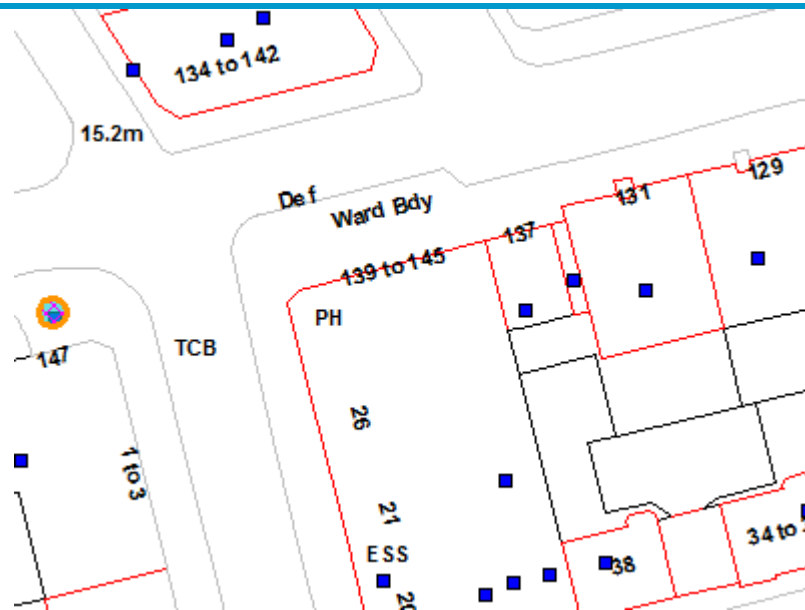 134 to 142
15.2m
129
131
Def
Ward Bdy
137
139 to 145
PH
TCB
147
26
1 to 3
21
34 to
ESS
38